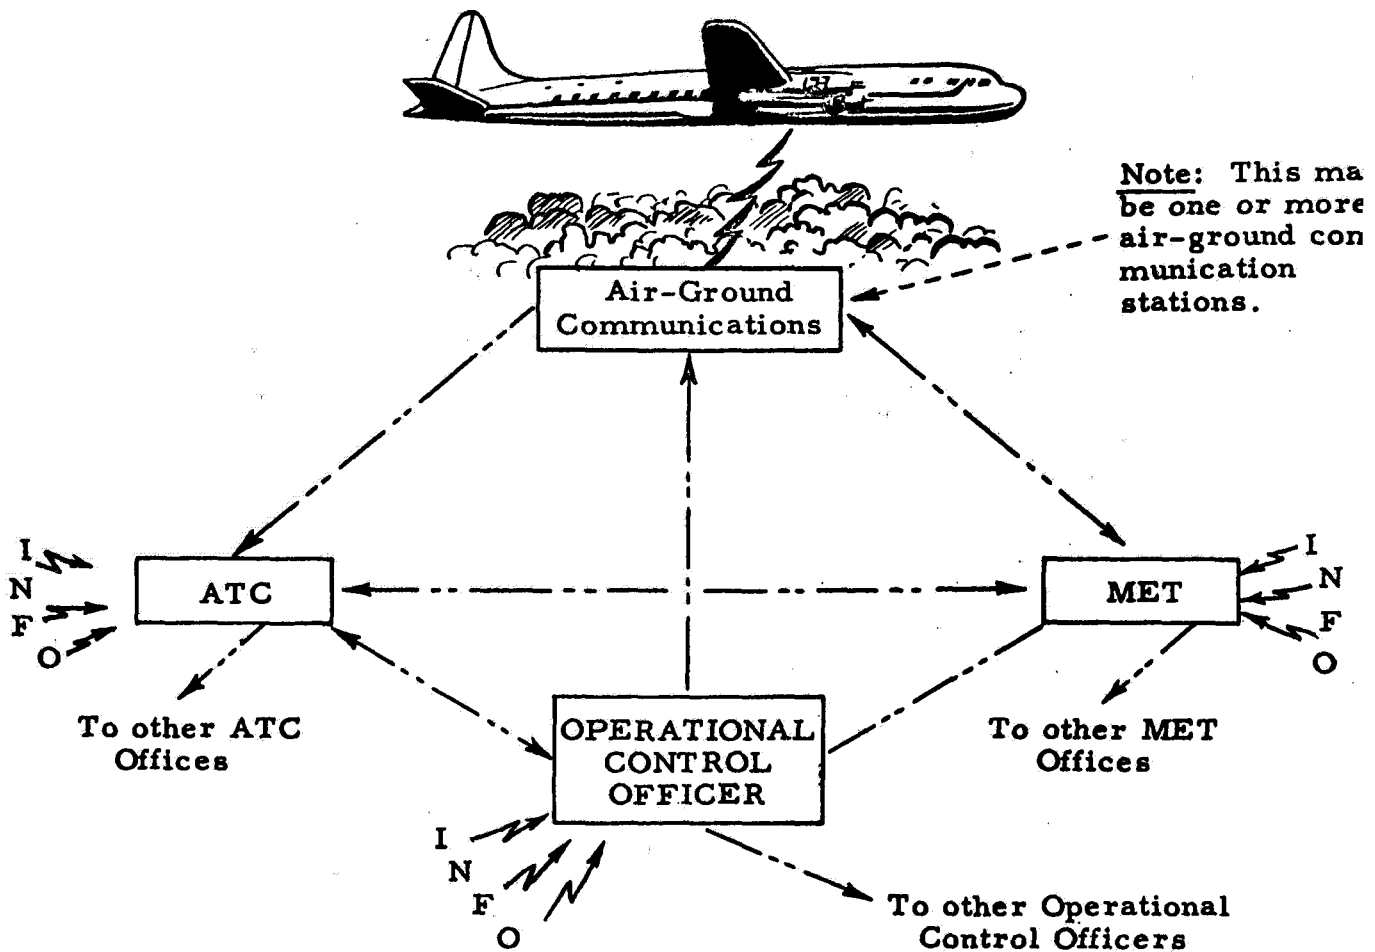 Note: This ma
be one or more
air-ground con
munication
stations.
Air-Ground
Communications
I
N
F
O
ATC
MET
I
N
F
O
To other ATC
Offices
OPERATIONAL
CONTROL
OFFICER
To other MET
Offices
I
N
F
O
To other Operational
Control Officers